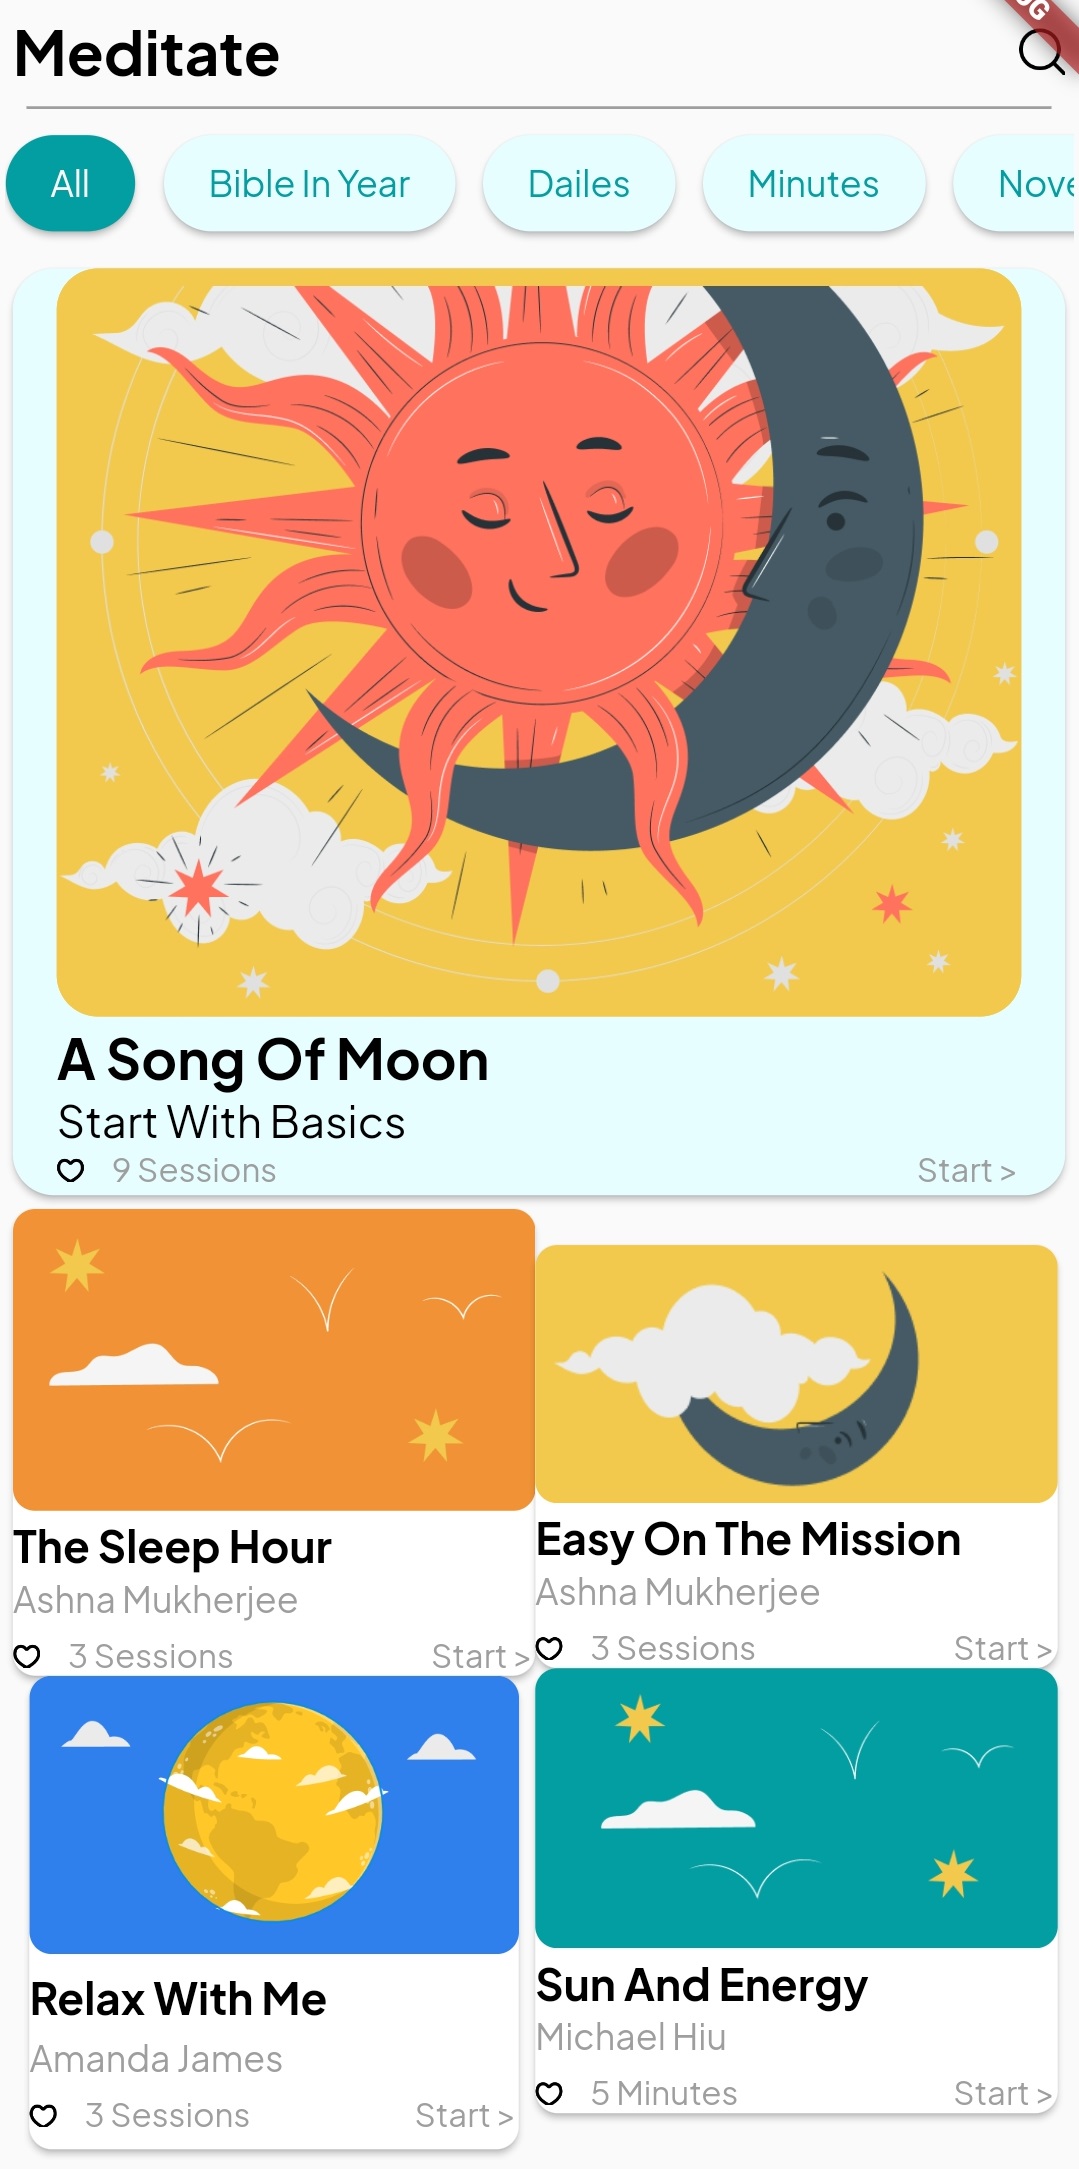 Meditate
All
Bible In Year
Dailes
Minutes
Nove
A Song Of Moon
Start With Basics
9 Sessions
Start >
The Sleep Hour
Ashna Mukherjee
3 Sessions
Start >
Easy On The Mission
Ashna Mukherjee
3 Sessions
Start >
Relax With Me
Amanda James
3 Sessions
Start >
Sun And Energy
Michael Hiu
5 Minutes
Start >